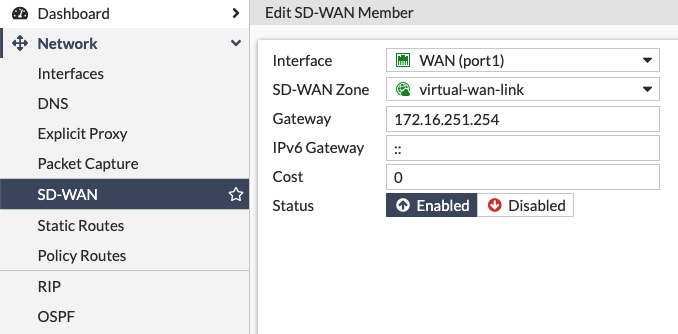 Dashboard
Network
Interfaces
DNS
Explicit Proxy
Packet Capture
SD-WAN
Static Routes
Policy Routes
RIP
OSPF
Edit SD-WAN Member
Interface WAN (port1)
SD-WAN Zone virtual-wan-link
Gateway 172.16.251.254
IPv6 Gateway ::
Cost 0
Status Enabled Disabled